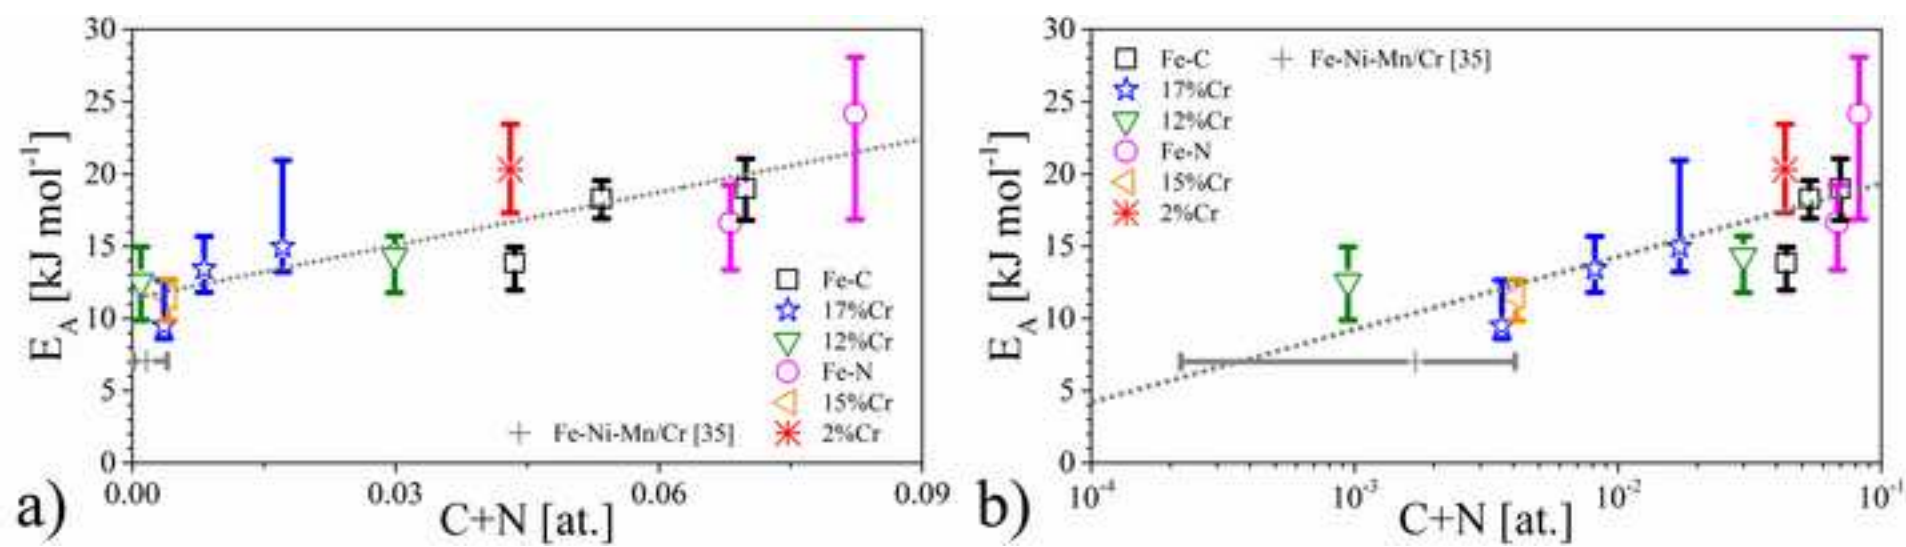 30
25
20
15
10
5
0
E_A [kJ mol⁻¹]
Fe-C
17%Cr
12%Cr
Fe-N
15%Cr
2%Cr
Fe-Ni-Mn/Cr [35]
0.00 0.03 0.06 0.09
C+N [at.]
a)
30
25
20
15
10
5
0
E_A [kJ mol⁻¹]
Fe-C
17%Cr
12%Cr
Fe-N
15%Cr
2%Cr
Fe-Ni-Mn/Cr [35]
10⁻⁴ 10⁻³ 10⁻² 10⁻¹
C+N [at.]
b)